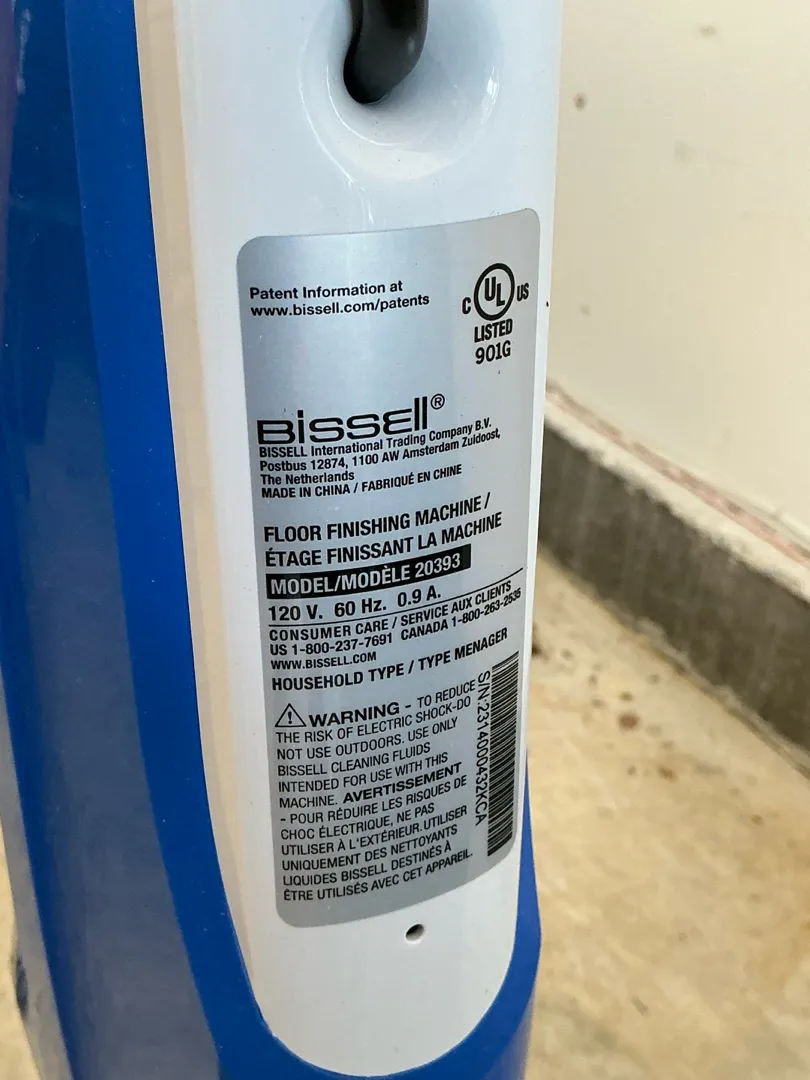 Patent Information at
www.bissell.com/patents
C UL US
LISTED
901G
BISSELL®
BISSELL International Trading Company B.V.
Postbus 12874, 1100 AW Amsterdam Zuidoost,
The Netherlands
MADE IN CHINA / FABRIQUÉ EN CHINE
FLOOR FINISHING MACHINE /
ÉTAGE FINISSANT LA MACHINE
MODEL/MODÈLE 20393
120 V. 60 Hz. 0.9 A.
CONSUMER CARE / SERVICE AUX CLIENTS
US 1-800-237-7691 CANADA 1-800-263-2535
WWW.BISSELL.COM
HOUSEHOLD TYPE / TYPE MENAGER
WARNING - TO REDUCE
THE RISK OF ELECTRIC SHOCK-DO
NOT USE OUTDOORS. USE ONLY
BISSELL CLEANING FLUIDS
INTENDED FOR USE WITH THIS
MACHINE. AVERTISSEMENT
- POUR RÉDUIRE LES RISQUES DE
CHOC ÉLECTRIQUE, NE PAS
UTILISER À L'EXTÉRIEUR. UTILISER
UNIQUEMENT DES NETTOYANTS
LIQUIDES BISSELL DESTINÉS À
ÊTRE UTILISÉS AVEC CET APPAREIL.
S/N:2314000432KCA